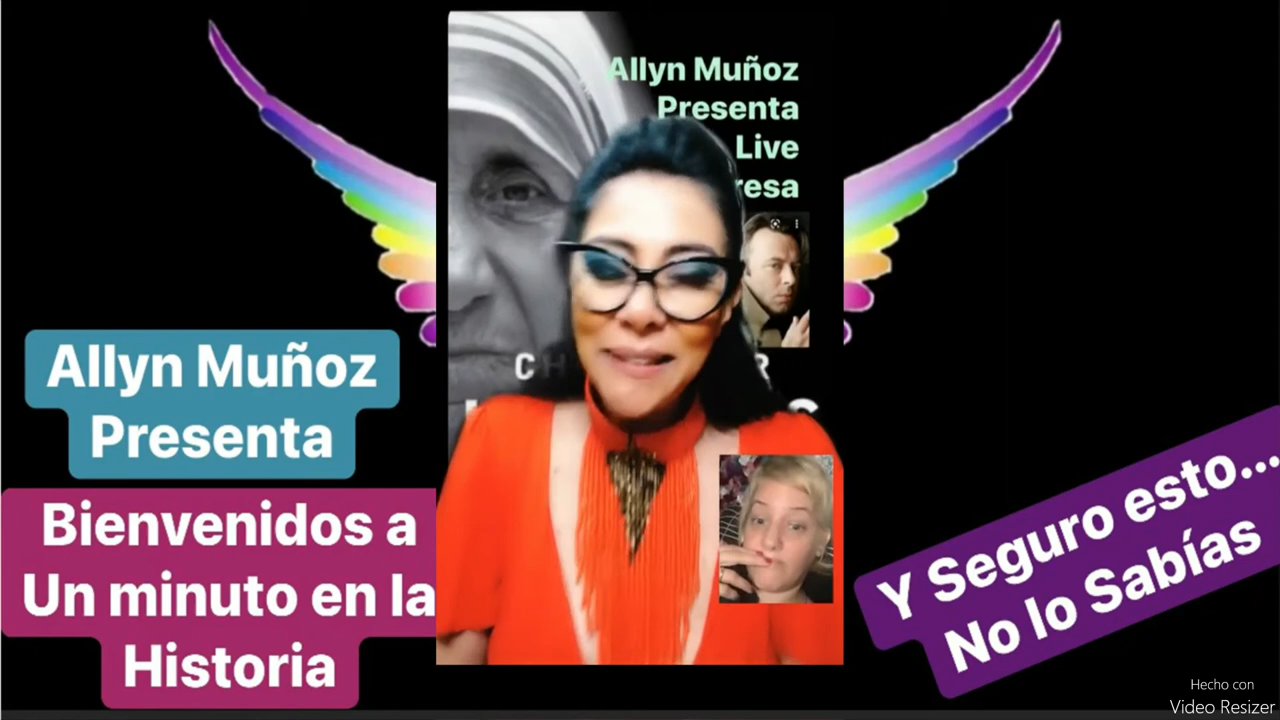 Allyn Muñoz
Presenta
Live
Allyn Muñoz
Presenta
Bienvenidos a
Un minuto en la
Historia
Y Seguro esto...
No lo Sabías
Hecho con
Video Resizer